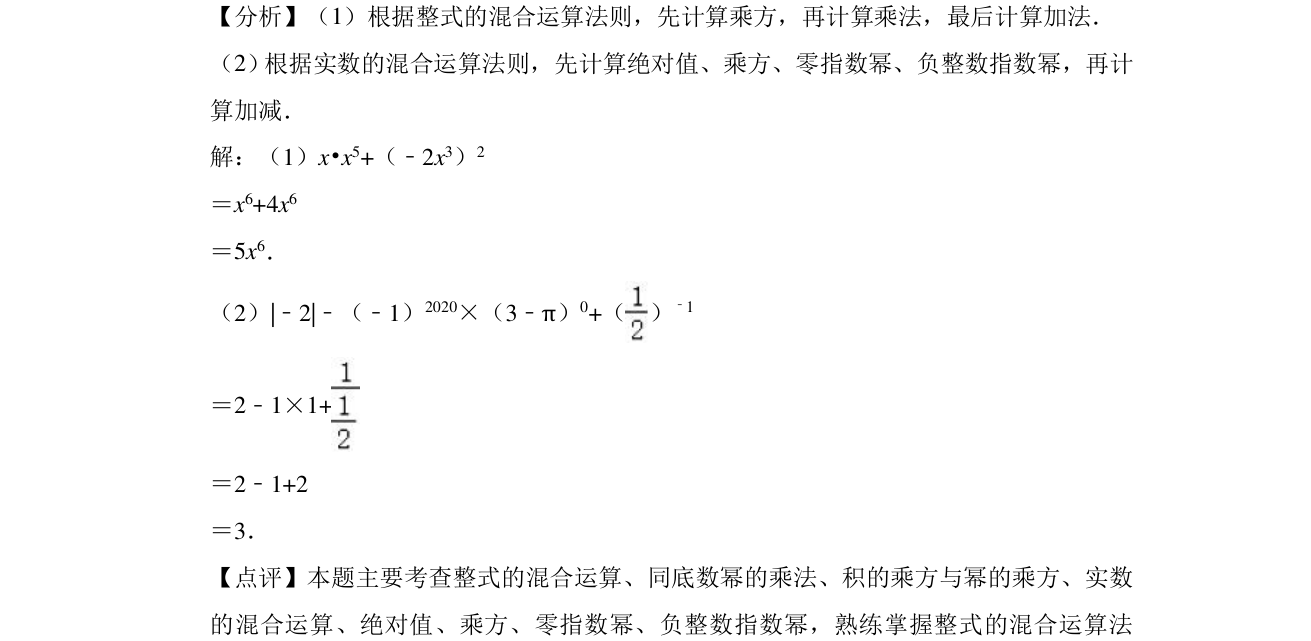 【分析】（1）根据整式的混合运算法则，先计算乘方，再计算乘法，最后计算加法．
（2）根据实数的混合运算法则，先计算绝对值、乘方、零指数幂、负整数指数幂，再计
算加减．
解：（1）x•x⁵+（﹣2x³）²
＝x⁶+4x⁶
＝5x⁶．
（2）|﹣2|﹣（﹣1）²⁰²⁰×（3﹣π）⁰+（1/2）⁻¹
＝2﹣1×1+1/(1/2)
＝2﹣1+2
＝3．
【点评】本题主要考查整式的混合运算、同底数幂的乘法、积的乘方与幂的乘方、实数
的混合运算、绝对值、乘方、零指数幂、负整数指数幂，熟练掌握整式的混合运算法